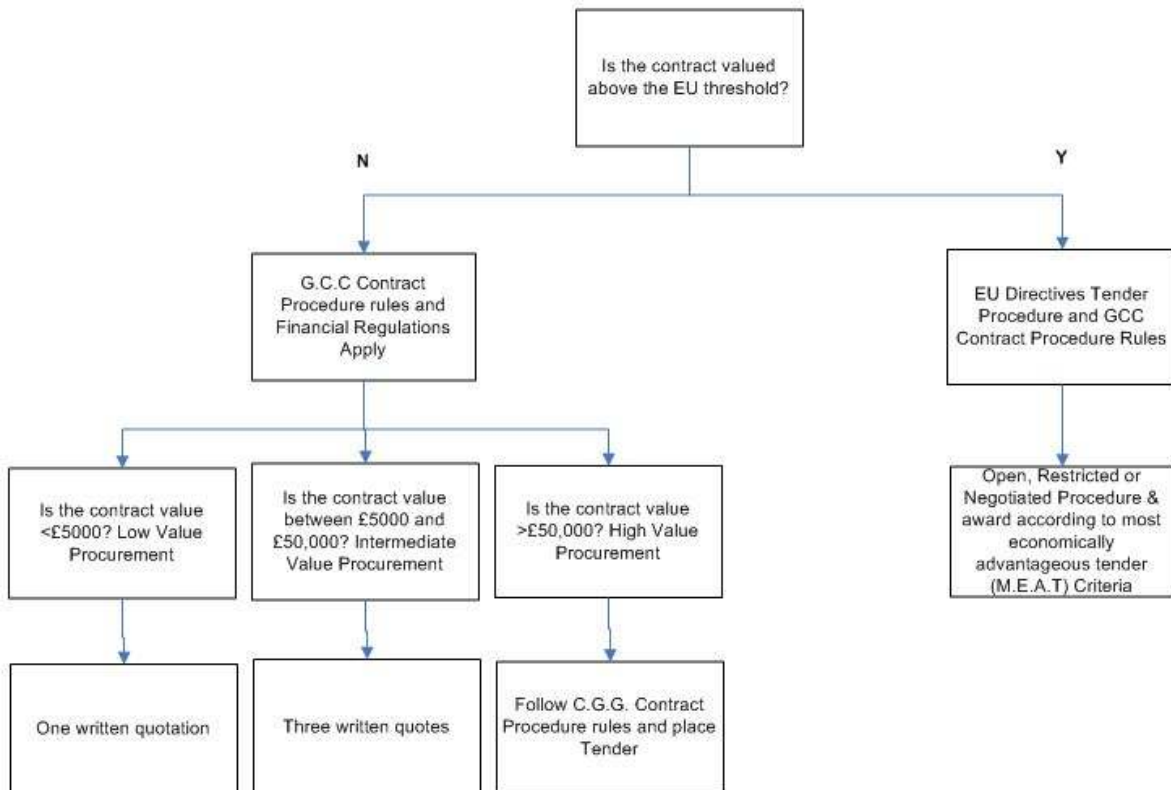 Is the contract valued
above the EU threshold?
N
Y
G.C.C Contract
Procedure rules and
Financial Regulations
Apply
EU Directives Tender
Procedure and GCC
Contract Procedure Rules
Is the contract value
<£5000? Low Value
Procurement
Is the contract value
between £5000 and
£50,000? Intermediate
Value Procurement
Is the contract value
>£50,000? High Value
Procurement
Open, Restricted or
Negotiated Procedure &
award according to most
economically
advantageous tender
(M.E.A.T) Criteria
One written quotation
Three written quotes
Follow C.G.G. Contract
Procedure rules and place
Tender